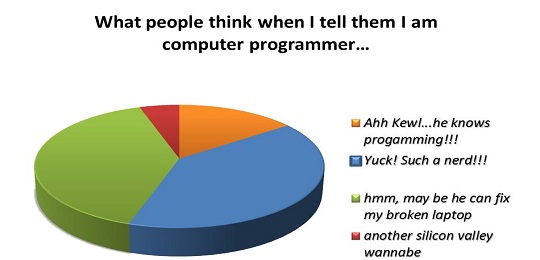 What people think when I tell them I am
computer programmer...
Ahh Kewl...he knows
progamming!!!
Yuck! Such a nerd!!!
hmm, may be he can fix
my broken laptop
another silicon valley
wannabe